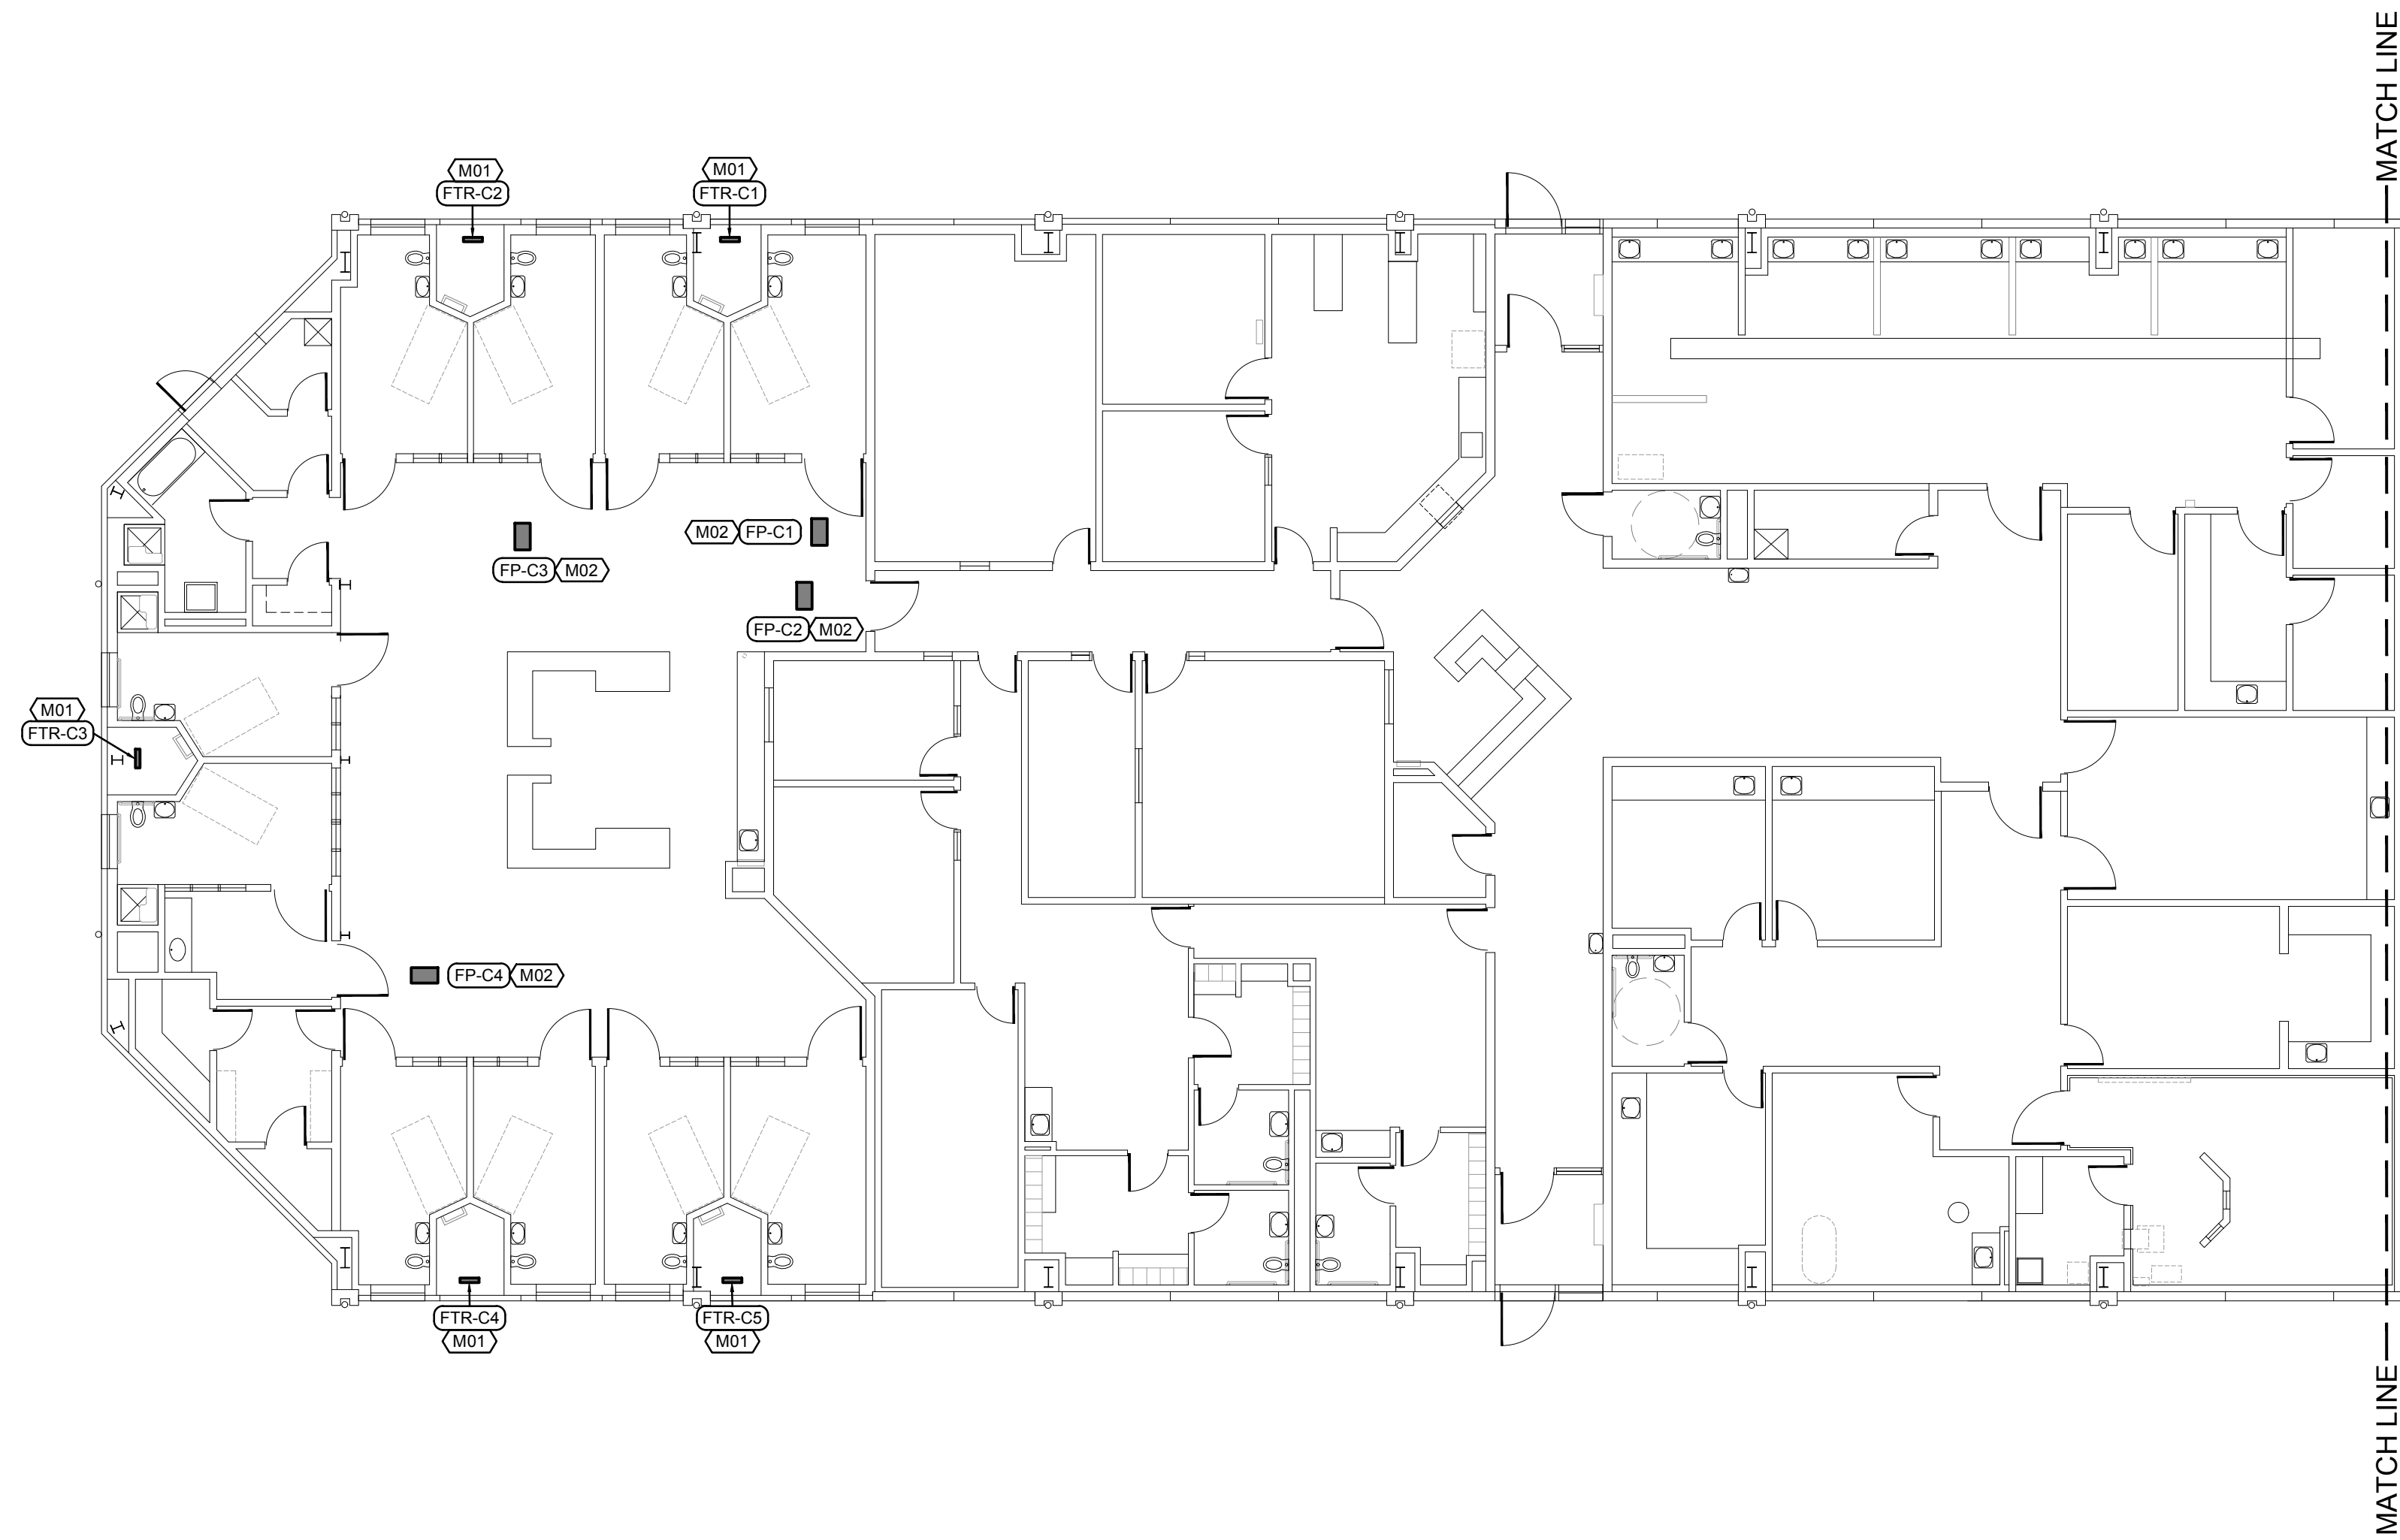 MATCH LINE
M01
FTR-C2
M01
FTR-C1
M02 FP-C1
FP-C3 M02
FP-C2 M02
M01
FTR-C3
FP-C4 M02
FTR-C4
M01
FTR-C5
M01
MATCH LINE